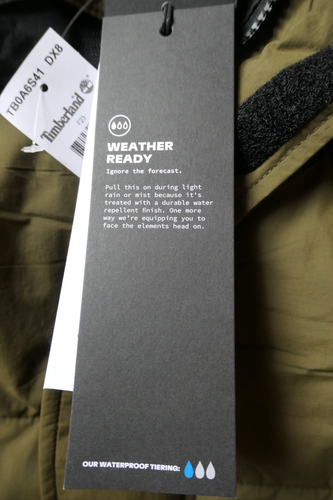 TB0A6S41 DX8
Timberland
F23
WEATHER
READY
Ignore the forecast.
Pull this on during light
rain or mist because it's
treated with a durable water
repellent finish. One more
way we're equipping you to
face the elements head on.
OUR WATERPROOF TIERING: